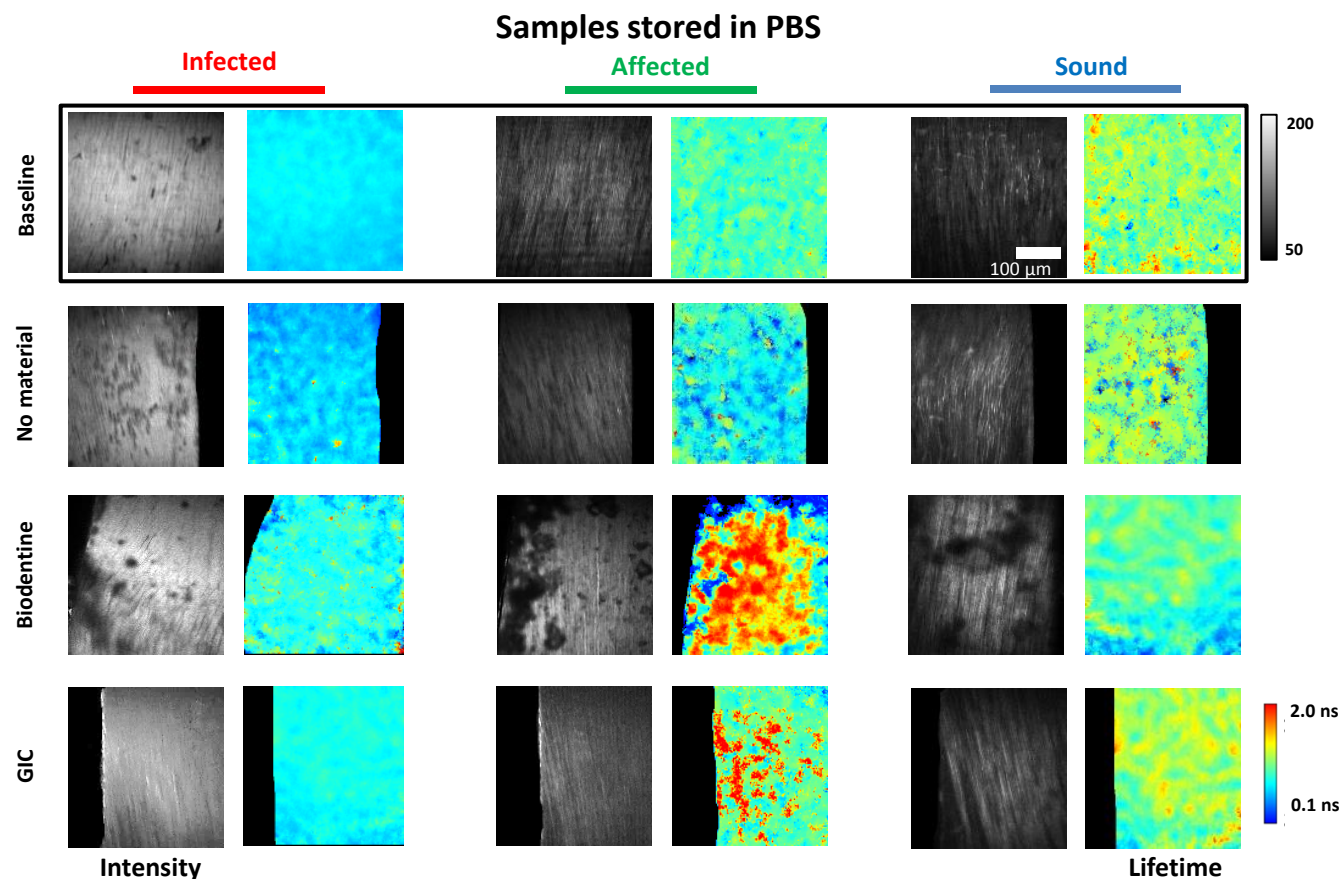 Samples stored in PBS
Infected
Affected
Sound
Baseline
200
50
100 µm
No material
Biodentine
GIC
2.0 ns
0.1 ns
Intensity
Lifetime